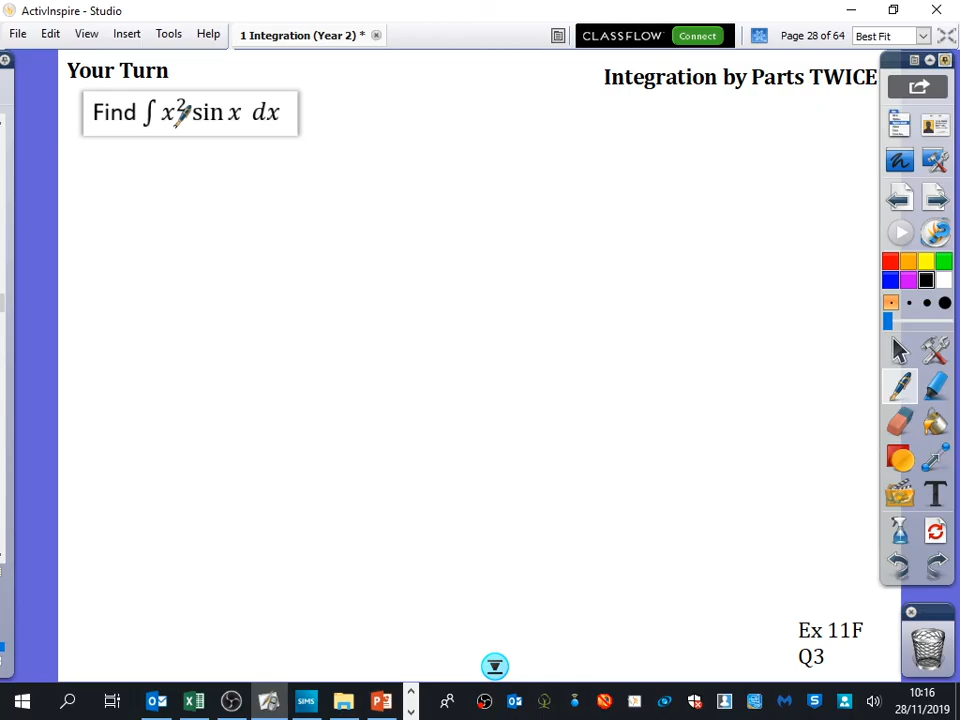 ActivInspire - Studio
File Edit View Insert Tools Help
1 Integration (Year 2) *
CLASSFLOW Connect
Page 28 of 64
Best Fit
Your Turn
Integration by Parts TWICE
Find ∫ x² sin x dx
T
Ex 11F
Q3
SIMS
10:16
28/11/2019